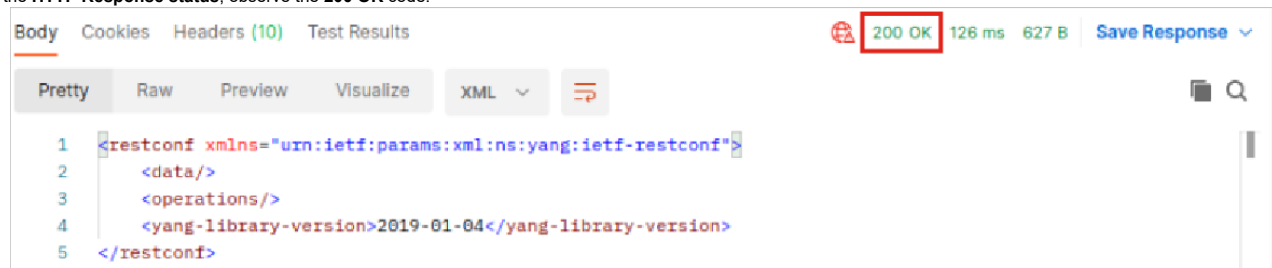 the HTTP Response status, observe the 200 OK code.
Body Cookies Headers (10) Test Results 200 OK 126 ms 627 B Save Response
Pretty Raw Preview Visualize XML
1 <restconf xmlns="urn:ietf:params:xml:ns:yang:ietf-restconf">
2 <data/>
3 <operations/>
4 <yang-library-version>2019-01-04</yang-library-version>
5 </restconf>